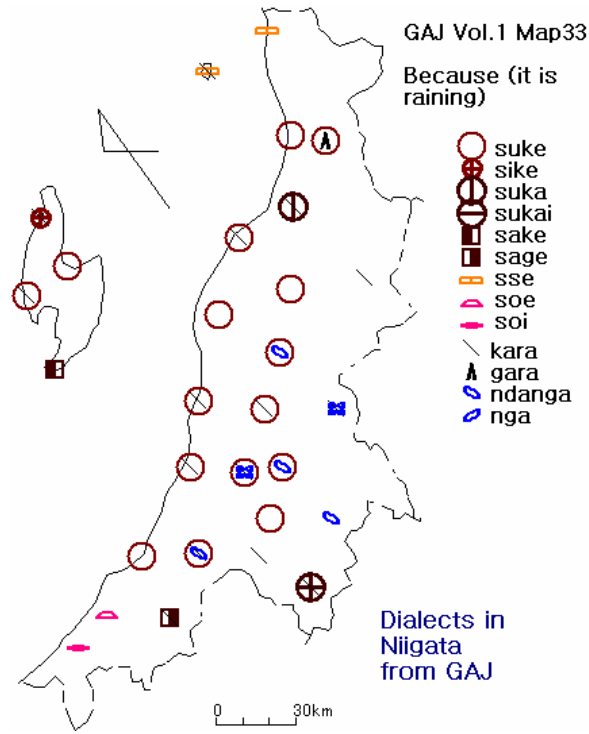 GAJ Vol.1 Map33
Because (it is
raining)
suke
sike
suka
sukai
sake
sage
sse
soe
soi
kara
gara
ndanga
nga
Dialects in
Niigata
from GAJ
0 30km